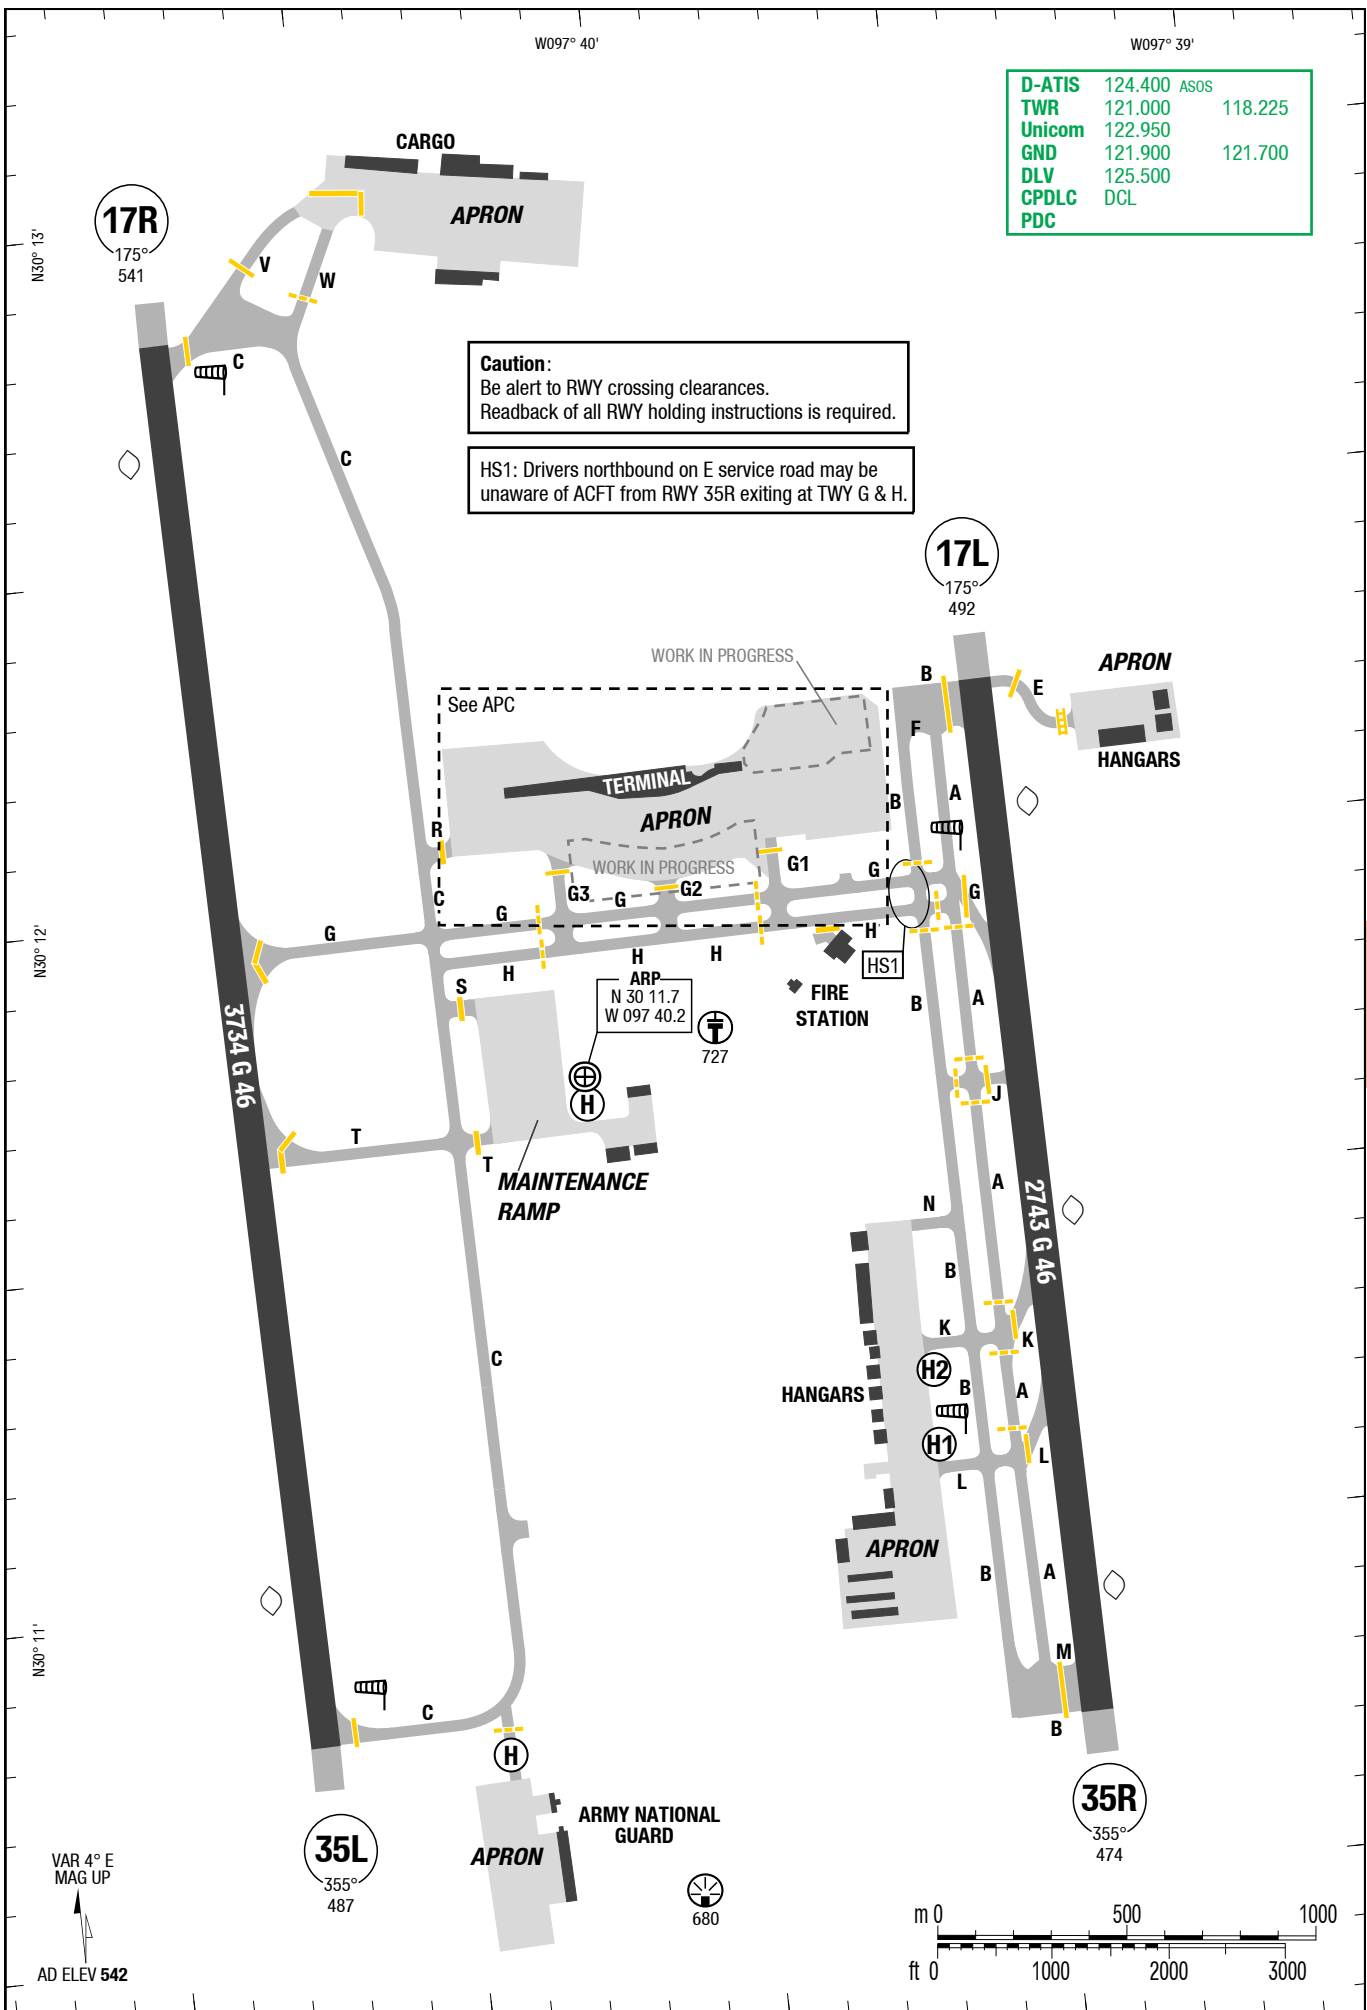 W097° 40'
W097° 39'
D-ATIS 124.400 ASOS
TWR 121.000 118.225
Unicom 122.950
GND 121.900 121.700
DLV 125.500
CPDLC DCL
PDC
CARGO
APRON
17R
175°
541
N30° 13'
V
W
C
Caution:
Be alert to RWY crossing clearances.
Readback of all RWY holding instructions is required.
C
HS1: Drivers northbound on E service road may be
unaware of ACFT from RWY 35R exiting at TWY G & H.
17L
175°
492
WORK IN PROGRESS
APRON
B
E
See APC
F
HANGARS
TERMINAL
B
A
APRON
R
WORK IN PROGRESS
G1
G
G3
G
G2
G
C
G
G
H
H
H
H
HS1
N30° 12'
S
ARP
N 30 11.7
W 097 40.2
FIRE
STATION
B
A
3734 G 46
727
H
J
T
T
MAINTENANCE
RAMP
A
2743 G 46
N
B
K
K
C
H2
HANGARS
B
A
H1
L
L
APRON
B
A
N30° 11'
M
C
B
H
35R
355°
474
ARMY NATIONAL
GUARD
35L
355°
487
APRON
VAR 4° E
MAG UP
680
m 0 500 1000
ft 0 1000 2000 3000
AD ELEV 542